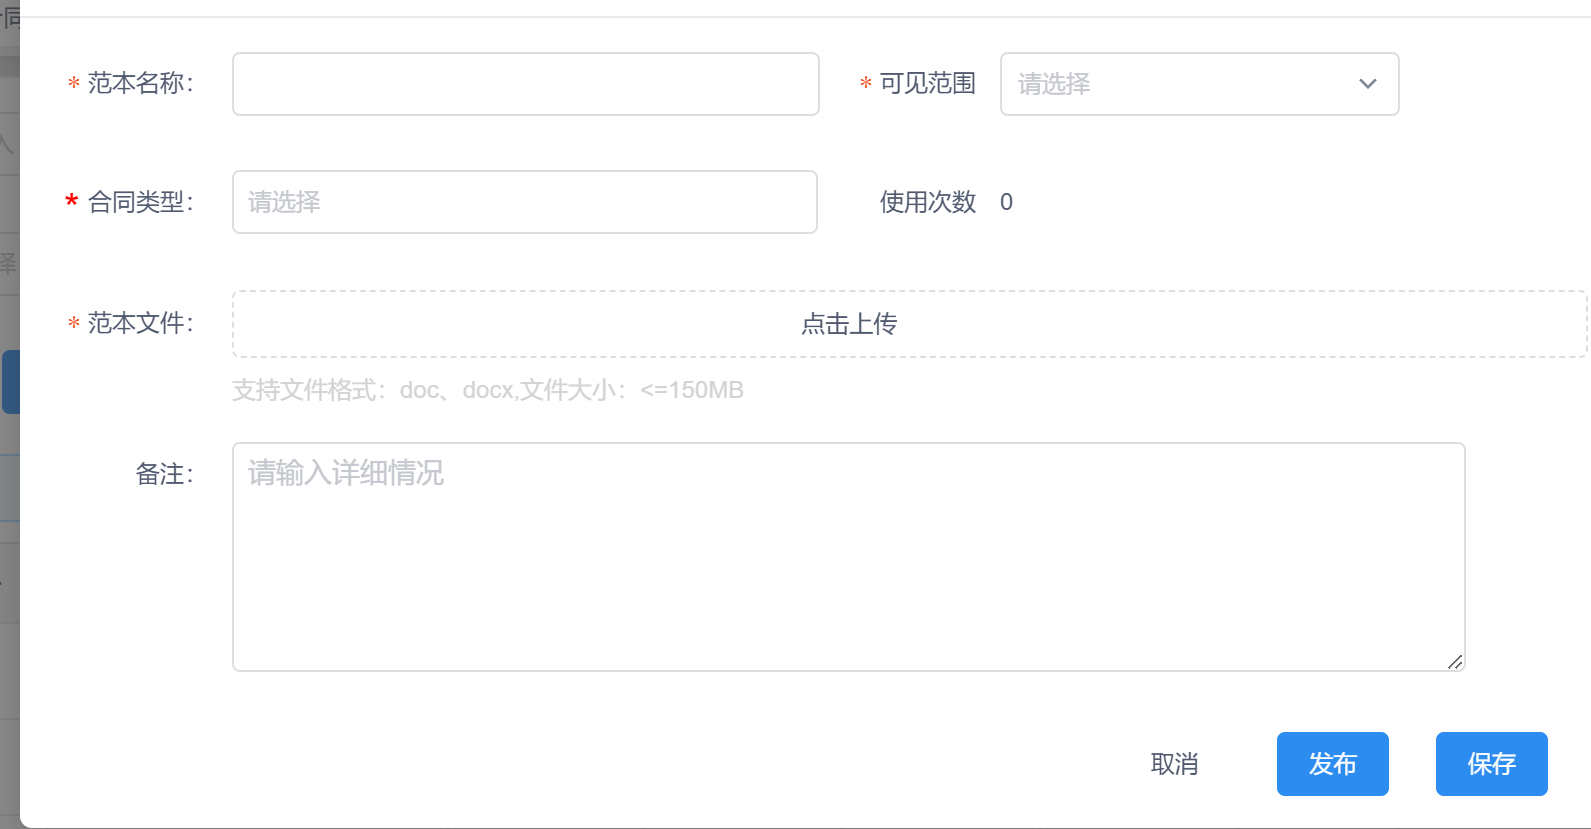 * 范本名称：
* 可见范围 请选择
* 合同类型： 请选择
使用次数 0
* 范本文件： 点击上传
支持文件格式：doc、docx,文件大小：<=150MB
备注： 请输入详细情况
取消 发布 保存